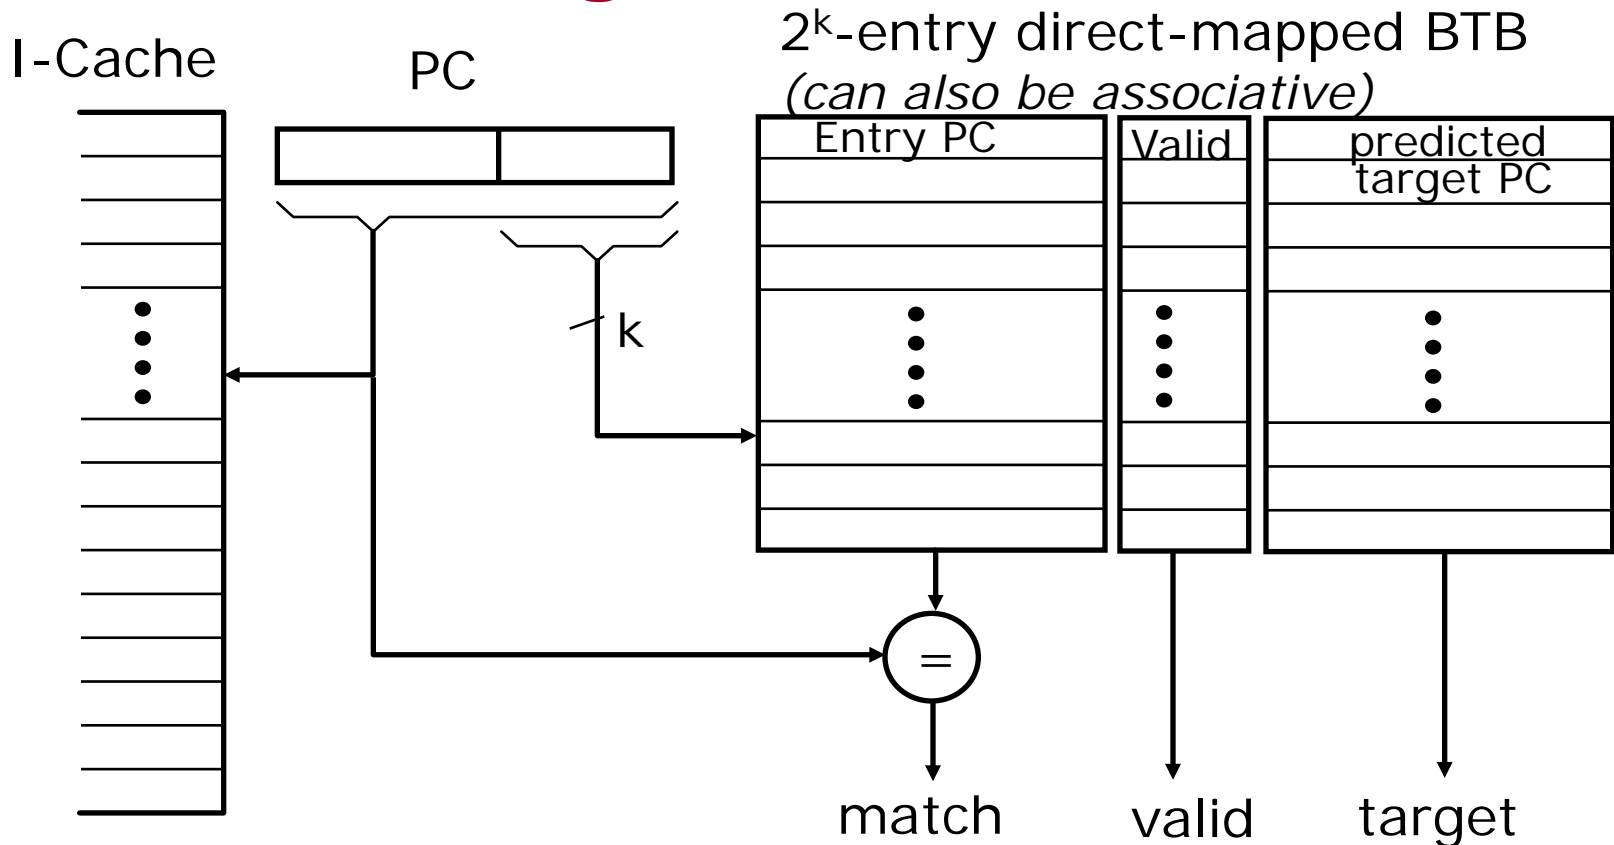 I-Cache
PC
2ᵏ-entry direct-mapped BTB
(can also be associative)
Entry PC
Valid
predicted
target PC
k
=
match
valid
target